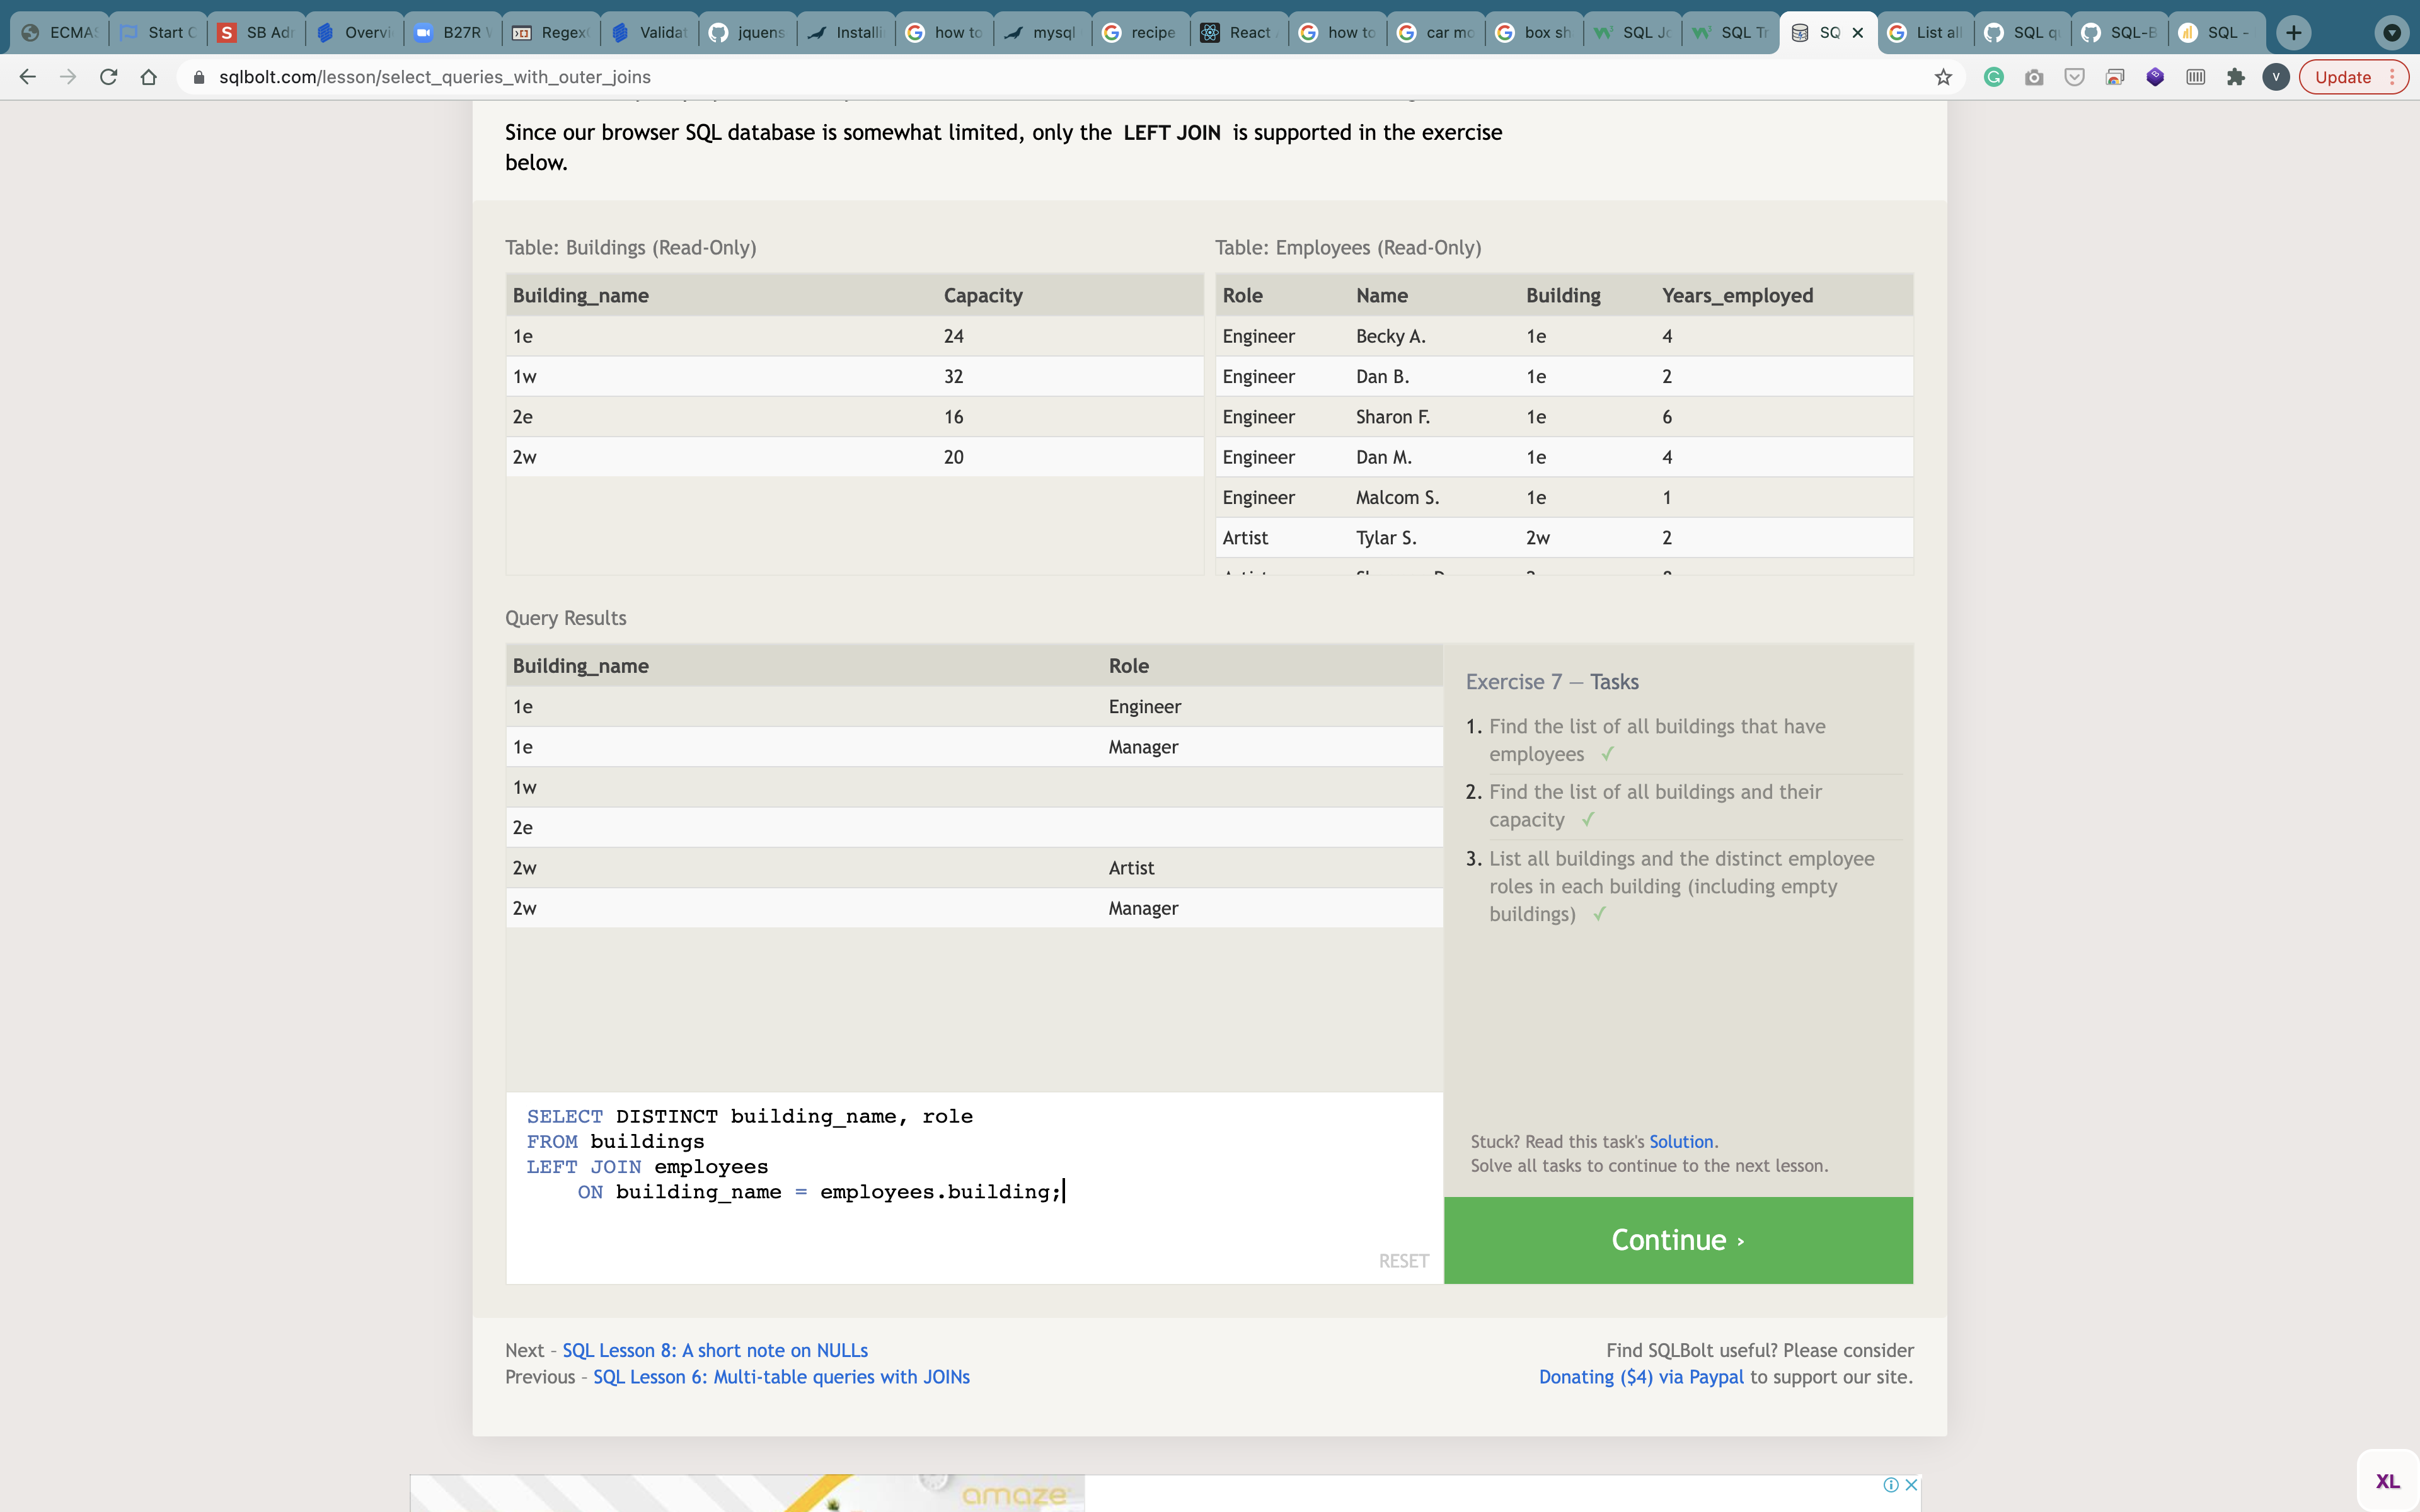 ECMAS
Start C
SB Adr
Overvi
B27R
Regex
Validat
jquens
Installi
how to
mysql
recipe
React
how to
car mo
box sh
SQL Jo
SQL Tr
SQ
List all
SQL q
SQL-B
SQL -
sqlbolt.com/lesson/select_queries_with_outer_joins
V
Update
Since our browser SQL database is somewhat limited, only the LEFT JOIN is supported in the exercise
below.
Table: Buildings (Read-Only)
Building_name Capacity
1e 24
1w 32
2e 16
2w 20
Table: Employees (Read-Only)
Role Name Building Years_employed
Engineer Becky A. 1e 4
Engineer Dan B. 1e 2
Engineer Sharon F. 1e 6
Engineer Dan M. 1e 4
Engineer Malcom S. 1e 1
Artist Tylar S. 2w 2
Query Results
Building_name Role
1e Engineer
1e Manager
1w
2e
2w Artist
2w Manager
SELECT DISTINCT building_name, role
FROM buildings
LEFT JOIN employees
ON building_name = employees.building;
RESET
Exercise 7 — Tasks
1. Find the list of all buildings that have
employees ✓
2. Find the list of all buildings and their
capacity ✓
3. List all buildings and the distinct employee
roles in each building (including empty
buildings) ✓
Stuck? Read this task's Solution.
Solve all tasks to continue to the next lesson.
Continue ›
Next – SQL Lesson 8: A short note on NULLs
Previous – SQL Lesson 6: Multi-table queries with JOINs
Find SQLBolt useful? Please consider
Donating ($4) via Paypal to support our site.
amaze
XL